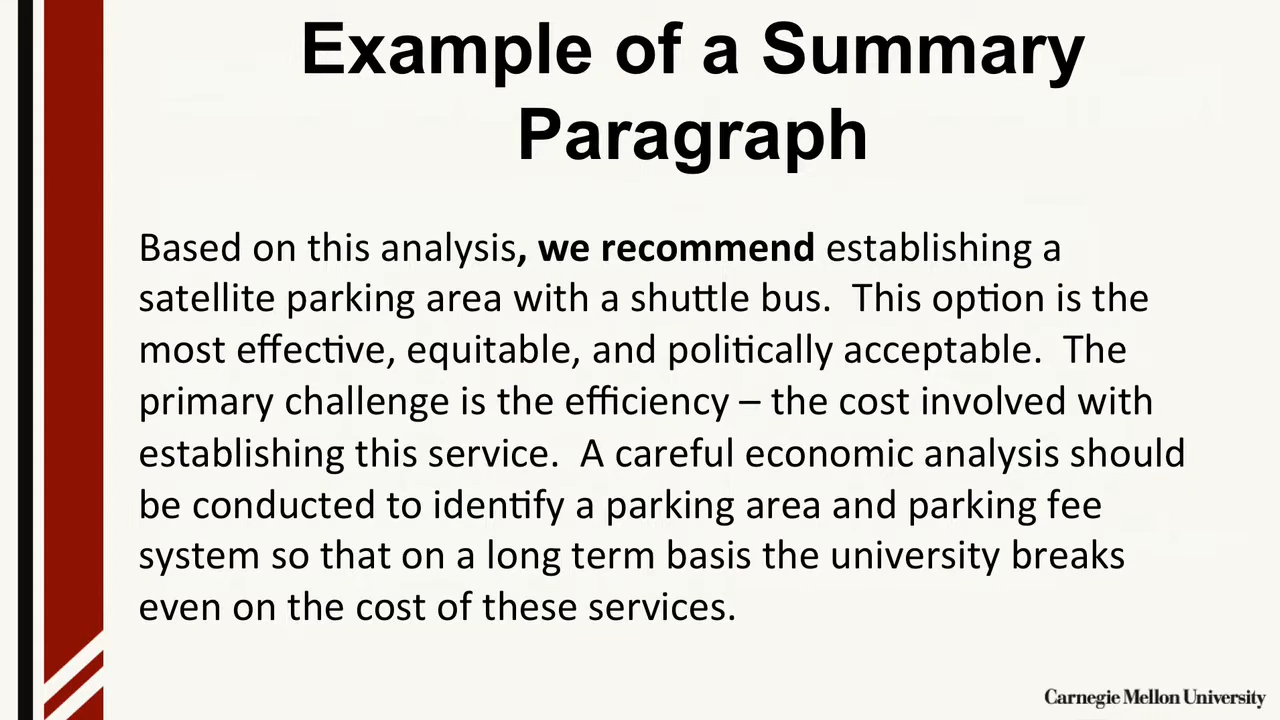 Example of a Summary
Paragraph
Based on this analysis, we recommend establishing a
satellite parking area with a shuttle bus.  This option is the
most effective, equitable, and politically acceptable.  The
primary challenge is the efficiency – the cost involved with
establishing this service.  A careful economic analysis should
be conducted to identify a parking area and parking fee
system so that on a long term basis the university breaks
even on the cost of these services.
Carnegie Mellon University